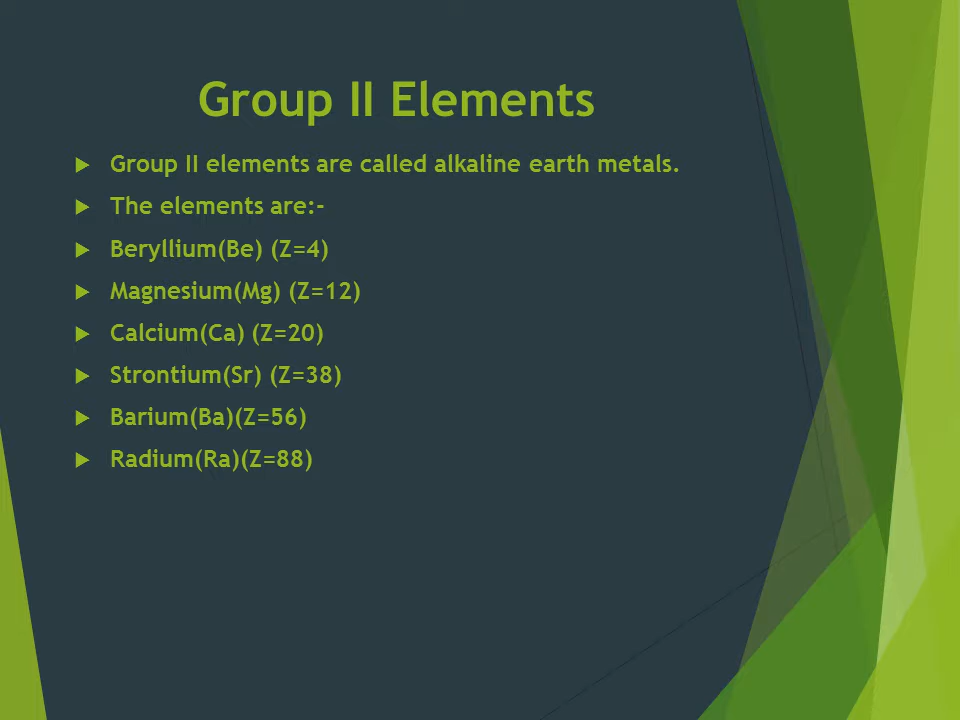 Group II Elements
Group II elements are called alkaline earth metals.
The elements are:-
Beryllium(Be) (Z=4)
Magnesium(Mg) (Z=12)
Calcium(Ca) (Z=20)
Strontium(Sr) (Z=38)
Barium(Ba)(Z=56)
Radium(Ra)(Z=88)